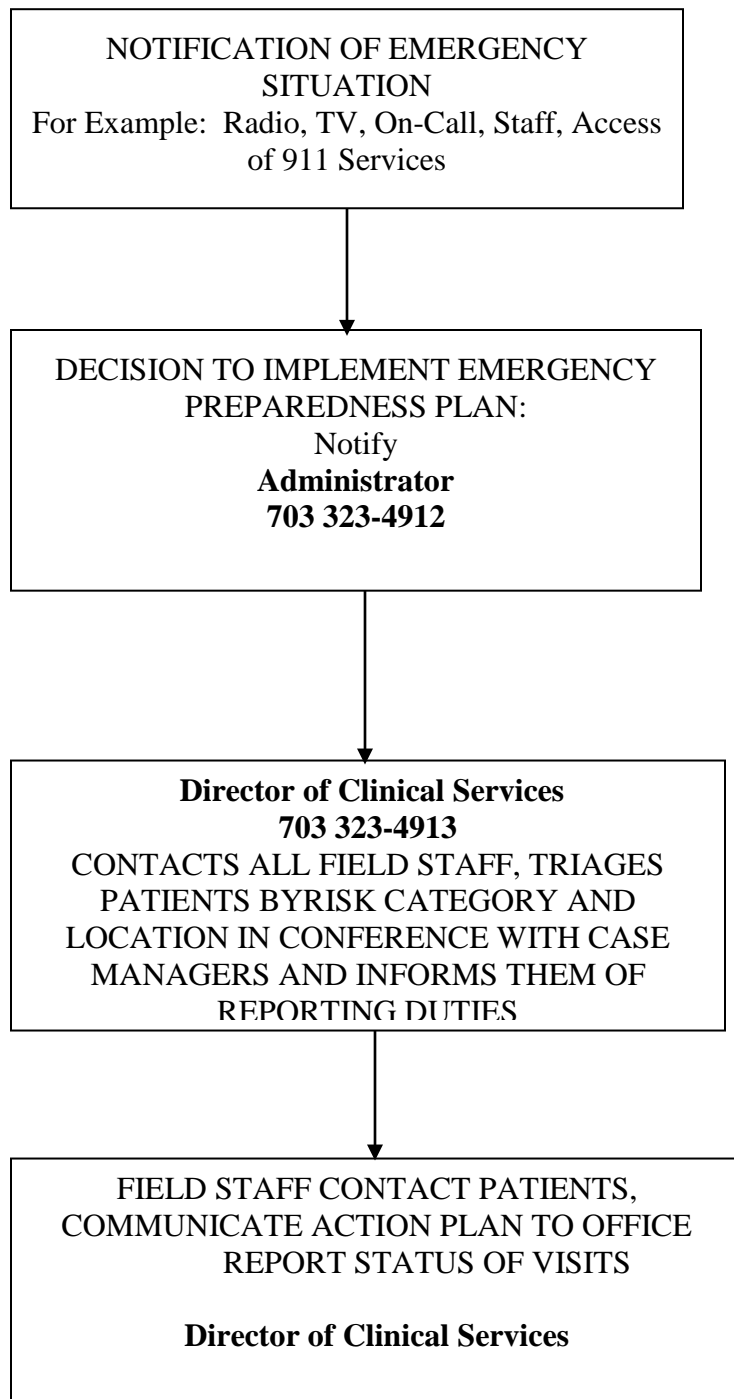 NOTIFICATION OF EMERGENCY
SITUATION
For Example: Radio, TV, On-Call, Staff, Access
of 911 Services
DECISION TO IMPLEMENT EMERGENCY
PREPAREDNESS PLAN:
Notify
Administrator
703 323-4912
Director of Clinical Services
703 323-4913
CONTACTS ALL FIELD STAFF, TRIAGES
PATIENTS BYRISK CATEGORY AND
LOCATION IN CONFERENCE WITH CASE
MANAGERS AND INFORMS THEM OF
REPORTING DUTIES
FIELD STAFF CONTACT PATIENTS,
COMMUNICATE ACTION PLAN TO OFFICE
REPORT STATUS OF VISITS
Director of Clinical Services